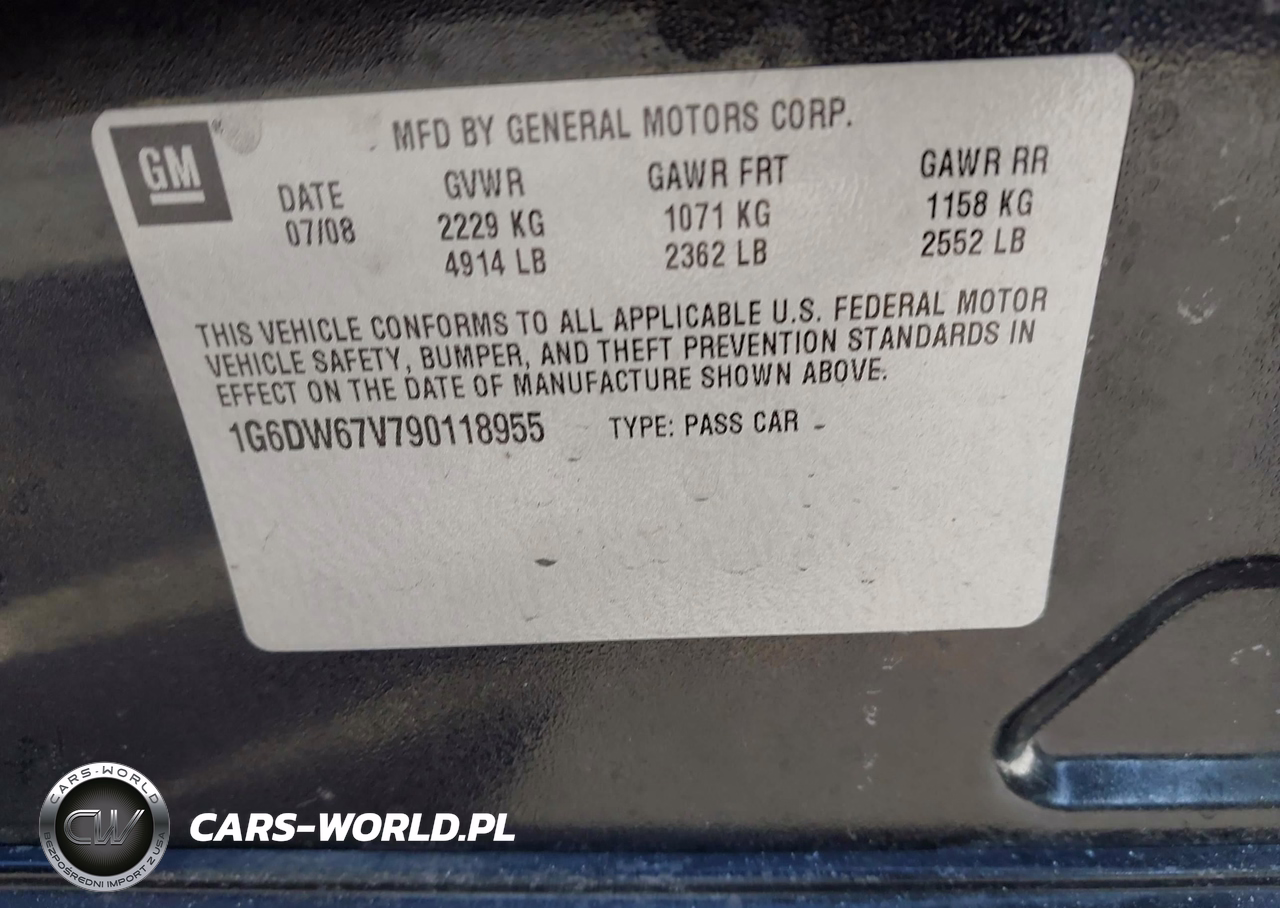 GM
MFD BY GENERAL MOTORS CORP.
DATE GVWR GAWR FRT GAWR RR
07/08 2229 KG 1071 KG 1158 KG
4914 LB 2362 LB 2552 LB
THIS VEHICLE CONFORMS TO ALL APPLICABLE U.S. FEDERAL MOTOR
VEHICLE SAFETY, BUMPER, AND THEFT PREVENTION STANDARDS IN
EFFECT ON THE DATE OF MANUFACTURE SHOWN ABOVE.
1G6DW67V790118955 TYPE: PASS CAR
CARS-WORLD
CW
BEZPOŚREDNI IMPORT Z USA
CARS-WORLD.PL